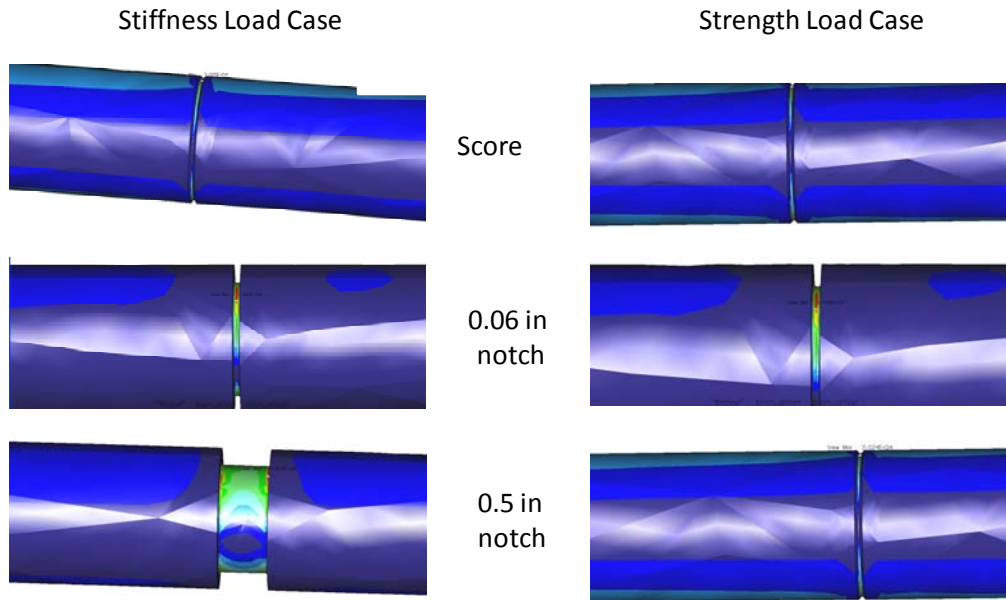 Stiffness Load Case
Strength Load Case
Score
0.06 in
notch
0.5 in
notch